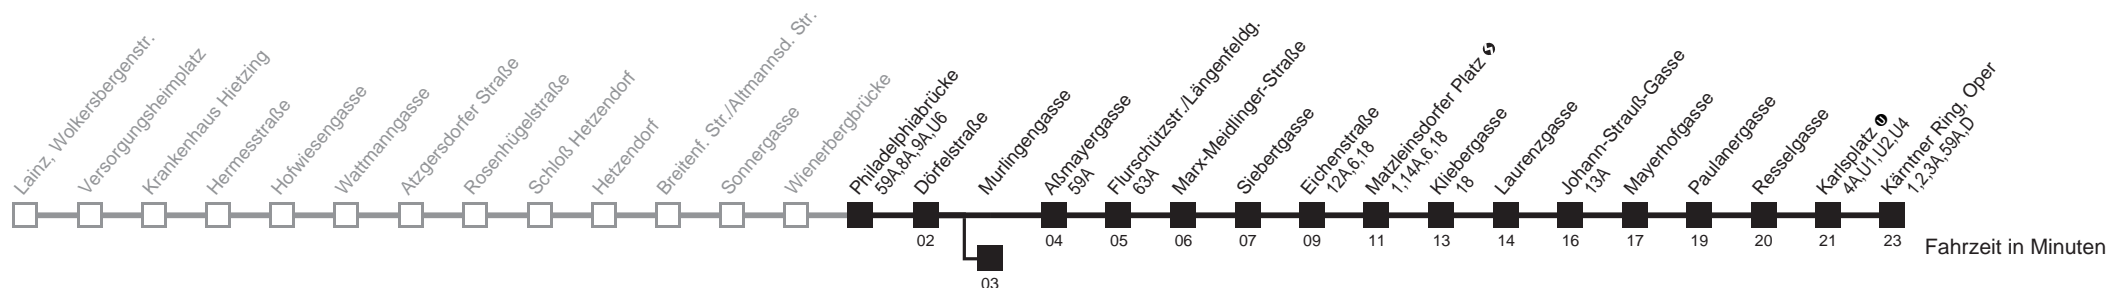 Lainz, Wolkersbergenstr.
Versorgungsheimplatz
Krankenhaus Hietzing
Hermesstraße
Hofwiesengasse
Wattmanngasse
Atzgersdorfer Straße
Rosenhügelstraße
Schloß Hetzendorf
Hetzendorf
Breitenf. Str./Altmannsd. Str.
Sonnergasse
Wienerbergbrücke
Philadelphiabrücke
59A,8A,9A,U6
Dörfelstraße
Murlingengasse
Aßmayergasse
59A
Flurschützstr./Längenfeldg.
63A
Marx-Meidlinger-Straße
Siebertgasse
Eichenstraße
12A,6,18
Matzleinsdorfer Platz
1,14A,6,18
Kliebergasse
18
Laurenzgasse
Johann-Strauß-Gasse
13A
Mayerhofgasse
Paulanergasse
Resselgasse
Karlsplatz U
4A,U1,U2,U4
Kärntner Ring, Oper
1,2,3A,59A,D
02
03
04
05
06
07
09
11
13
14
16
17
19
20
21
23
Fahrzeit in Minuten